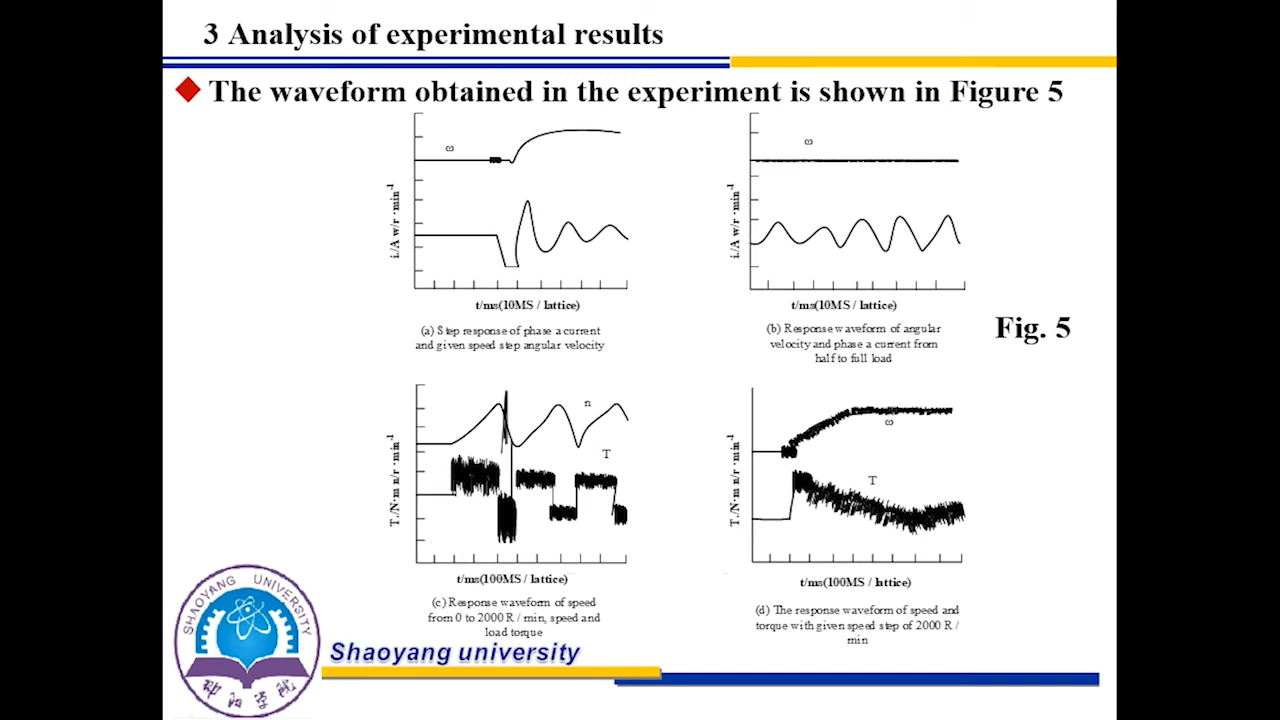 3 Analysis of experimental results
The waveform obtained in the experiment is shown in Figure 5
ω
i./A w/r ·min⁻¹
t/ms(10MS / lattice)
(a) Step response of phase a current
and given speed step angular velocity
ω
i./A w/r ·min⁻¹
t/ms(10MS / lattice)
(b) Response waveform of angular
velocity and phase a current from
half to full load
Fig. 5
n
T
T./N·m n/r ·min⁻¹
t/ms(100MS / lattice)
(c) Response waveform of speed
from 0 to 2000 R / min, speed and
load torque
ω
T
T./N·m n/r ·min⁻¹
t/ms(100MS / lattice)
(d) The response waveform of speed and
torque with given speed step of 2000 R /
min
SHAOYANG UNIVERSITY
邵阳学院
Shaoyang university